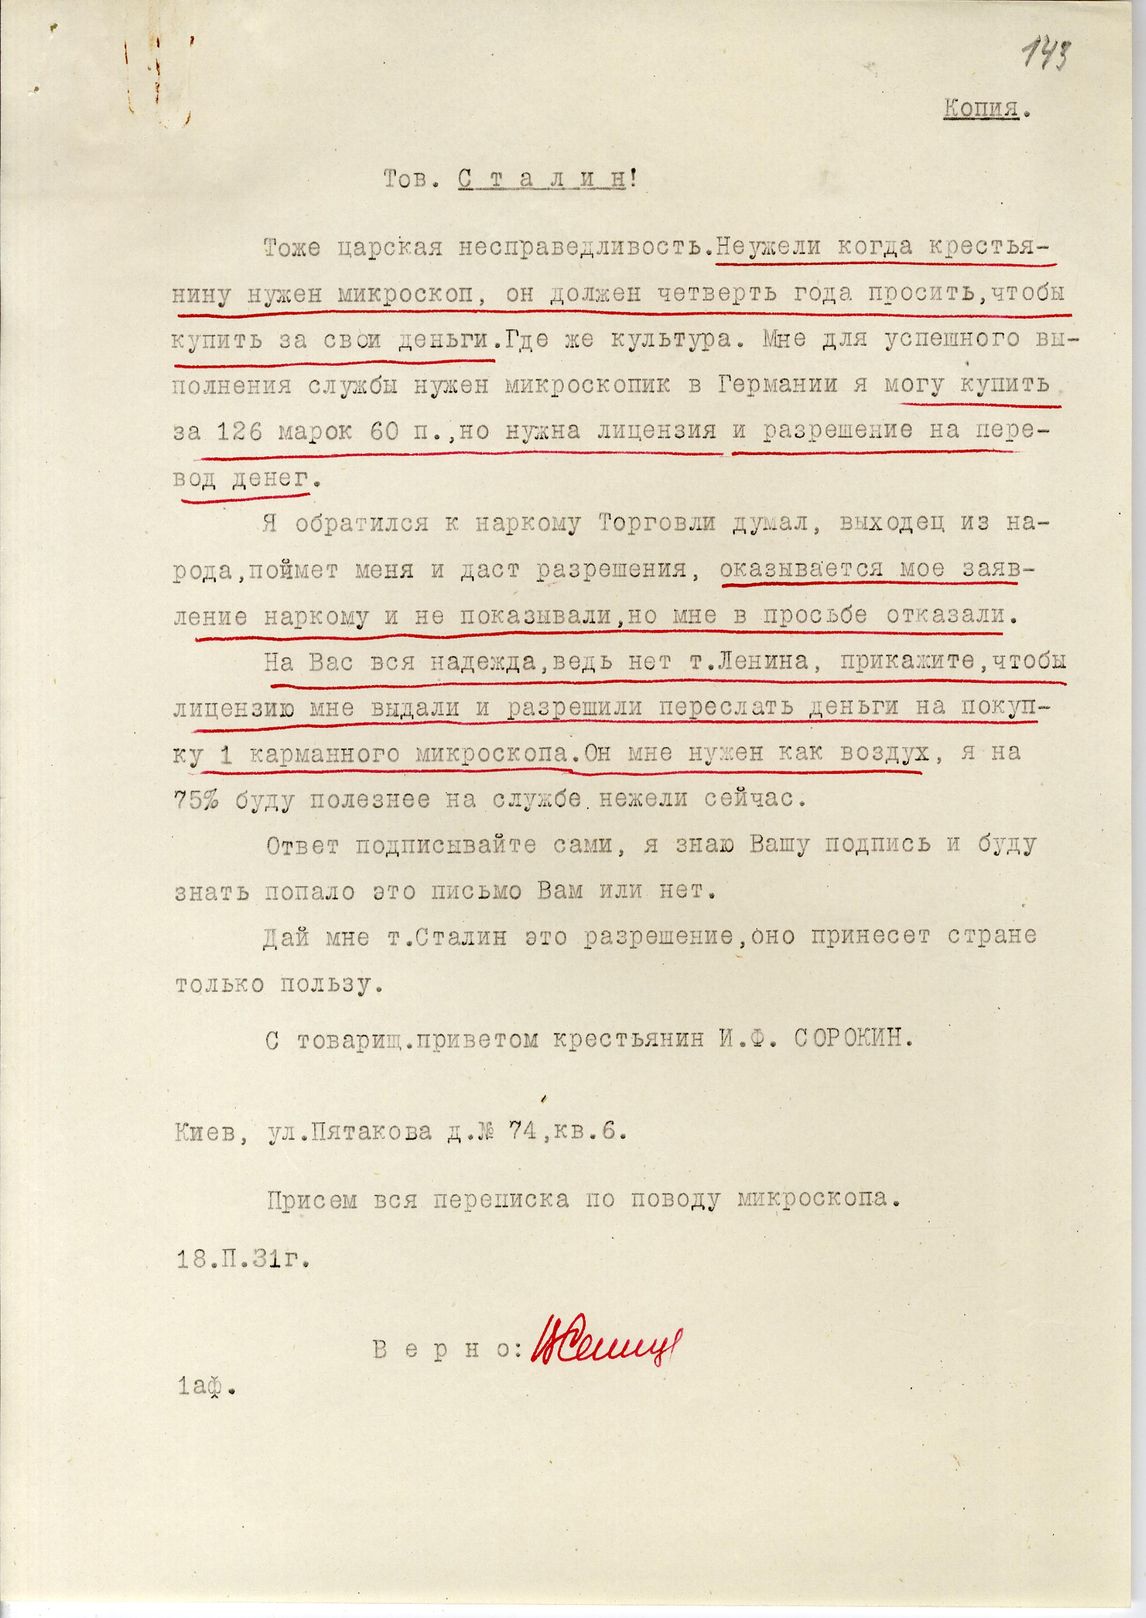 143
Копия.
Тов. С т а л и н!
Тоже царская несправедливость.Неужели когда крестья-
нину нужен микроскоп, он должен четверть года просить,чтобы
купить за свои деньги.Где же культура. Мне для успешного вы-
полнения службы нужен микроскопик в Германии я могу купить
за 126 марок 60 п.,но нужна лицензия и разрешение на пере-
вод денег.
Я обратился к наркому Торговли думал, выходец из на-
рода,поймет меня и даст разрешения, оказывается мое заяв-
ление наркому и не показывали,но мне в просьбе отказали.
На Вас вся надежда,ведь нет т.Ленина, прикажите,чтобы
лицензию мне выдали и разрешили переслать деньги на покуп-
ку 1 карманного микроскопа.Он мне нужен как воздух, я на
75% буду полезнее на службе нежели сейчас.
Ответ подписывайте сами, я знаю Вашу подпись и буду
знать попало это письмо Вам или нет.
Дай мне т.Сталин это разрешение,оно принесет стране
только пользу.
С товарищ.приветом крестьянин И.Ф. СОРОКИН.
Киев, ул.Пятакова д.№ 74,кв.6.
Присем вся переписка по поводу микроскопа.
18.П.31г.
В е р н о:
1аф.